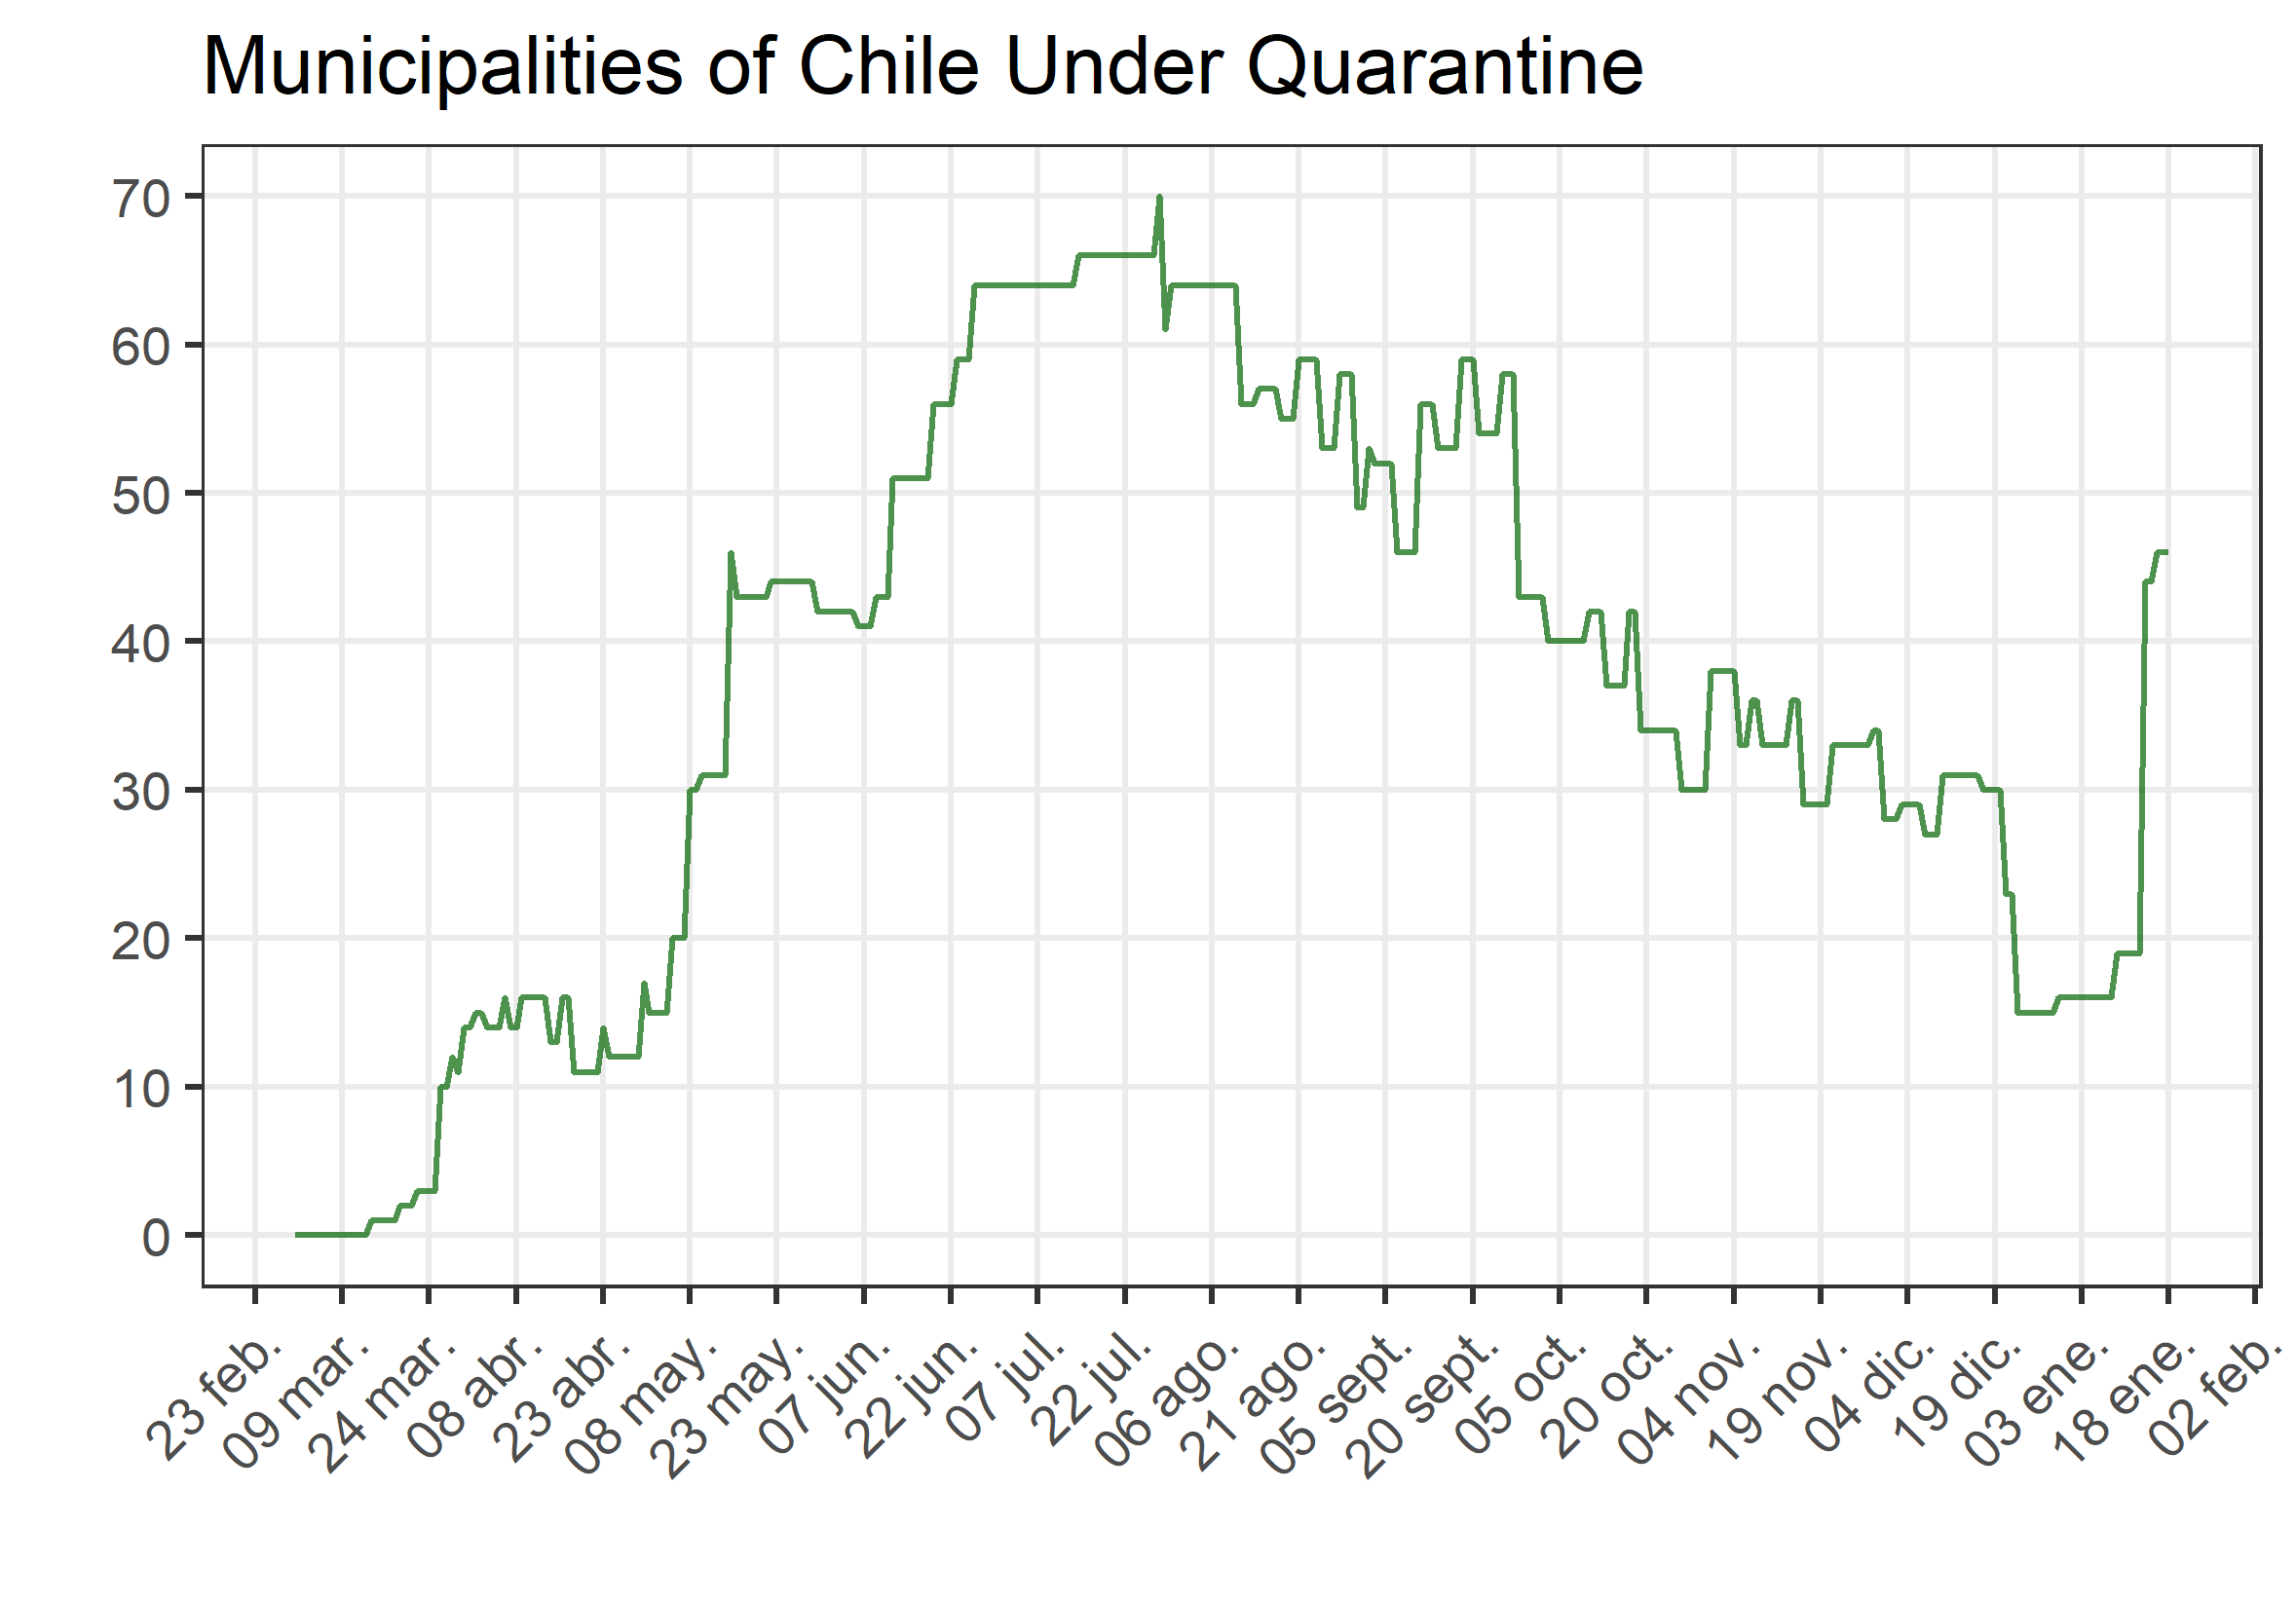 Municipalities of Chile Under Quarantine
70
60
50
40
30
20
10
0
23 feb.
09 mar.
24 mar.
08 abr.
23 abr.
08 may.
23 may.
07 jun.
22 jun.
07 jul.
22 jul.
06 ago.
21 ago.
05 sept.
20 sept.
05 oct.
20 oct.
04 nov.
19 nov.
04 dic.
19 dic.
03 ene.
18 ene.
02 feb.